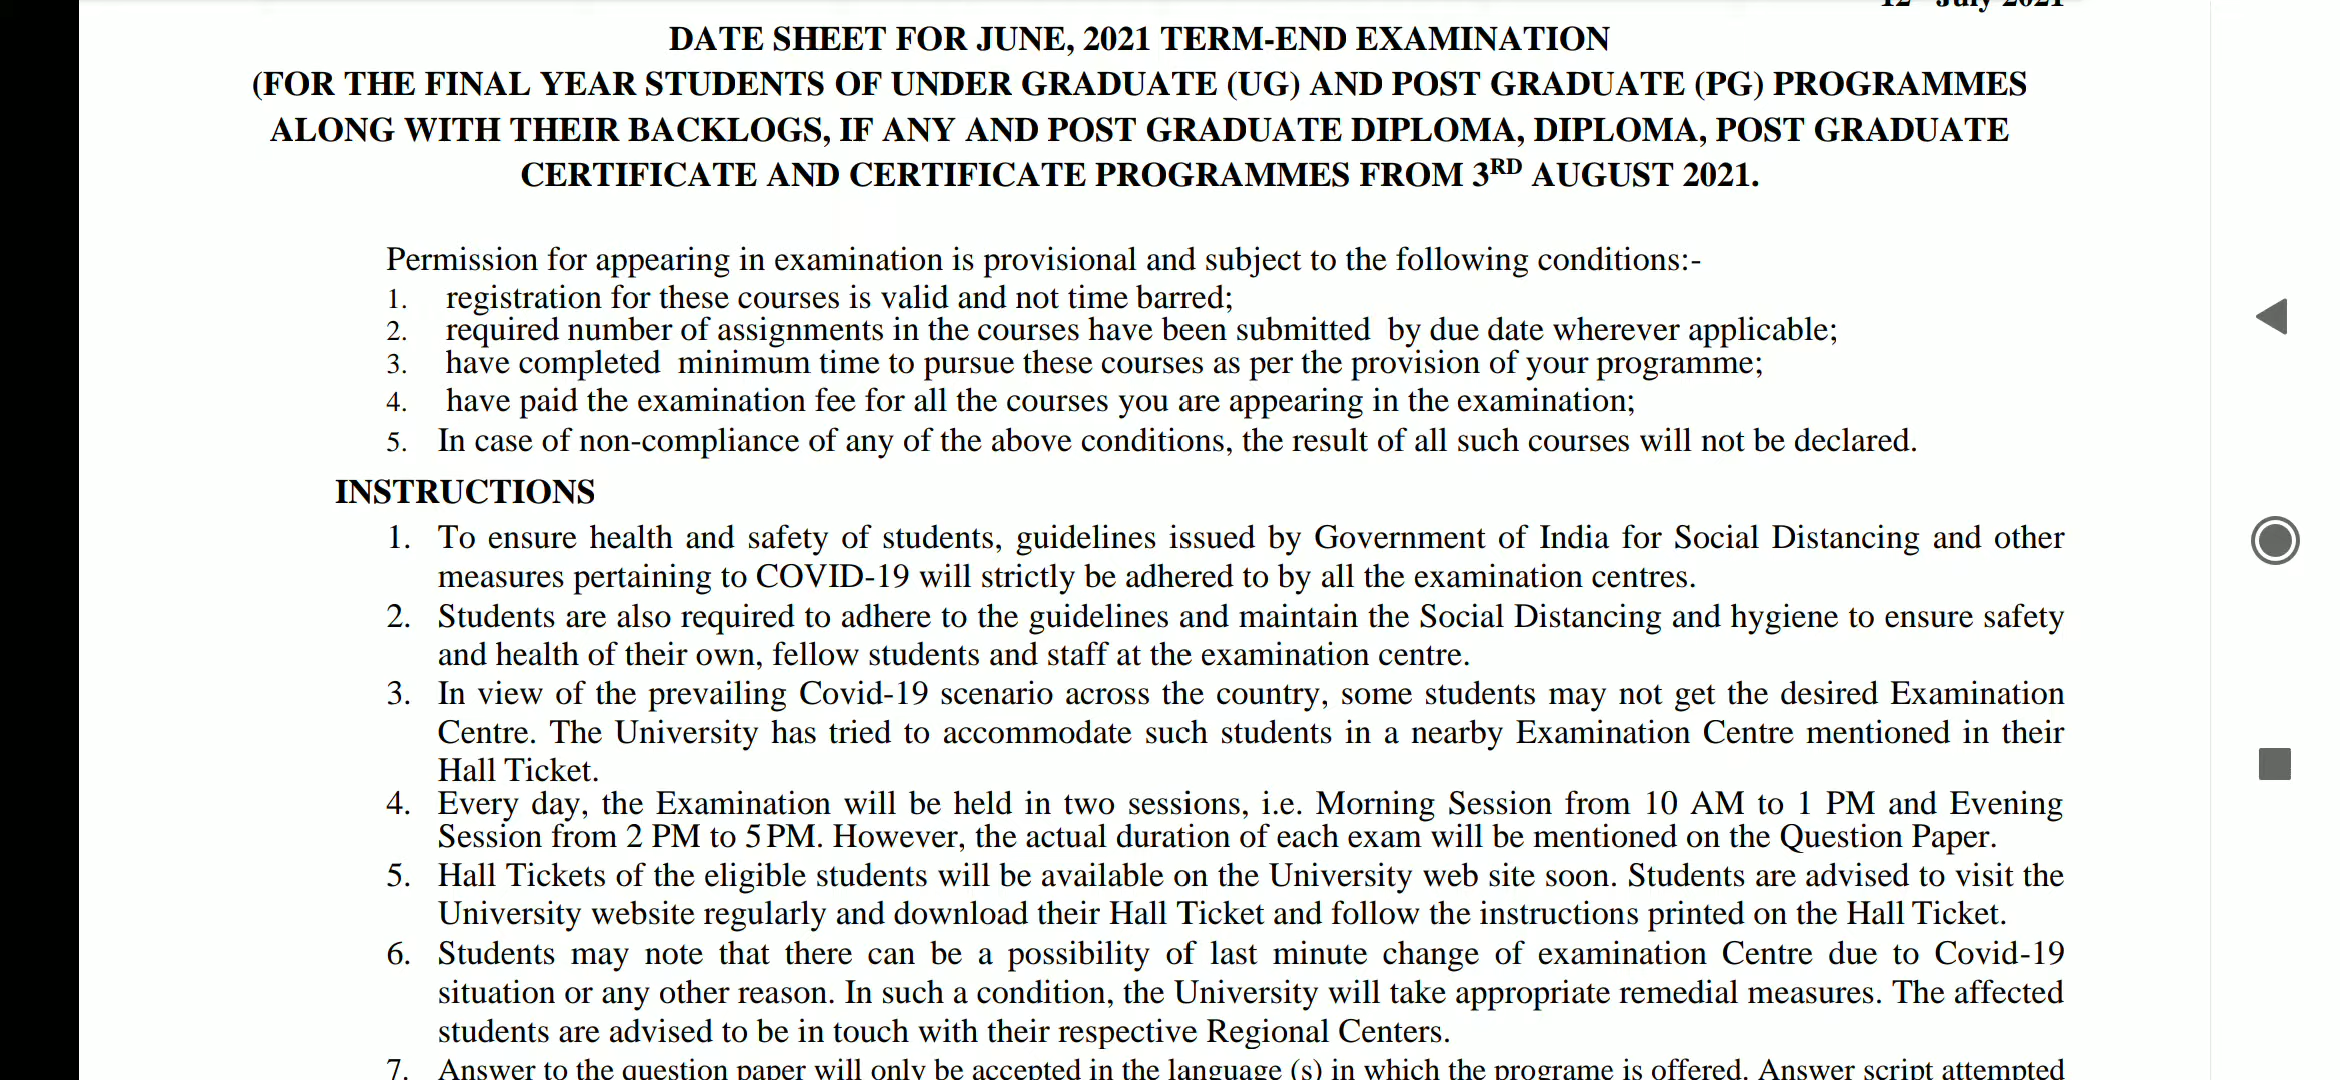 12 July 2021
DATE SHEET FOR JUNE, 2021 TERM-END EXAMINATION
(FOR THE FINAL YEAR STUDENTS OF UNDER GRADUATE (UG) AND POST GRADUATE (PG) PROGRAMMES
ALONG WITH THEIR BACKLOGS, IF ANY AND POST GRADUATE DIPLOMA, DIPLOMA, POST GRADUATE
CERTIFICATE AND CERTIFICATE PROGRAMMES FROM 3RD AUGUST 2021.
Permission for appearing in examination is provisional and subject to the following conditions:-
1. registration for these courses is valid and not time barred;
2. required number of assignments in the courses have been submitted by due date wherever applicable;
3. have completed minimum time to pursue these courses as per the provision of your programme;
4. have paid the examination fee for all the courses you are appearing in the examination;
5. In case of non-compliance of any of the above conditions, the result of all such courses will not be declared.
INSTRUCTIONS
1. To ensure health and safety of students, guidelines issued by Government of India for Social Distancing and other
measures pertaining to COVID-19 will strictly be adhered to by all the examination centres.
2. Students are also required to adhere to the guidelines and maintain the Social Distancing and hygiene to ensure safety
and health of their own, fellow students and staff at the examination centre.
3. In view of the prevailing Covid-19 scenario across the country, some students may not get the desired Examination
Centre. The University has tried to accommodate such students in a nearby Examination Centre mentioned in their
Hall Ticket.
4. Every day, the Examination will be held in two sessions, i.e. Morning Session from 10 AM to 1 PM and Evening
Session from 2 PM to 5 PM. However, the actual duration of each exam will be mentioned on the Question Paper.
5. Hall Tickets of the eligible students will be available on the University web site soon. Students are advised to visit the
University website regularly and download their Hall Ticket and follow the instructions printed on the Hall Ticket.
6. Students may note that there can be a possibility of last minute change of examination Centre due to Covid-19
situation or any other reason. In such a condition, the University will take appropriate remedial measures. The affected
students are advised to be in touch with their respective Regional Centers.
7. Answer to the question paper will only be accepted in the language (s) in which the programe is offered. Answer script attempted